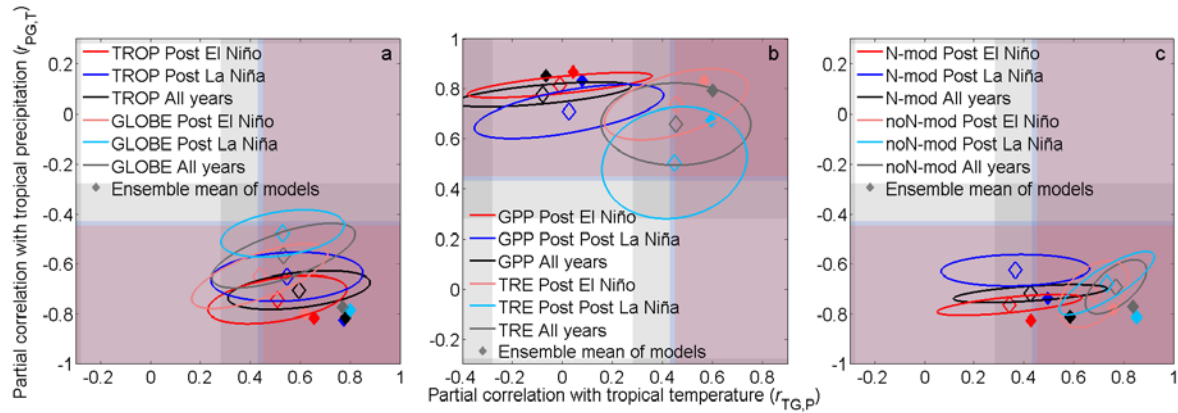 Partial correlation with tropical precipitation (rPG,T)
0.2
0
-0.2
-0.4
-0.6
-0.8
-1
a
TROP Post El Niño
TROP Post La Niña
TROP All years
GLOBE Post El Niño
GLOBE Post La Niña
GLOBE All years
Ensemble mean of models
-0.2 0 0.2 0.4 0.6 0.8 1
1
0.8
0.6
0.4
0.2
0
-0.2
b
GPP Post El Niño
GPP Post Post La Niña
GPP All years
TRE Post El Niño
TRE Post Post La Niña
TRE All years
Ensemble mean of models
-0.4 -0.2 0 0.2 0.4 0.6 0.8
0.2
0
-0.2
-0.4
-0.6
-0.8
-1
c
N-mod Post El Niño
N-mod Post La Niña
N-mod All years
noN-mod Post El Niño
noN-mod Post La Niña
noN-mod All years
Ensemble mean of models
-0.2 0 0.2 0.4 0.6 0.8 1
Partial correlation with tropical temperature (rTG,P)